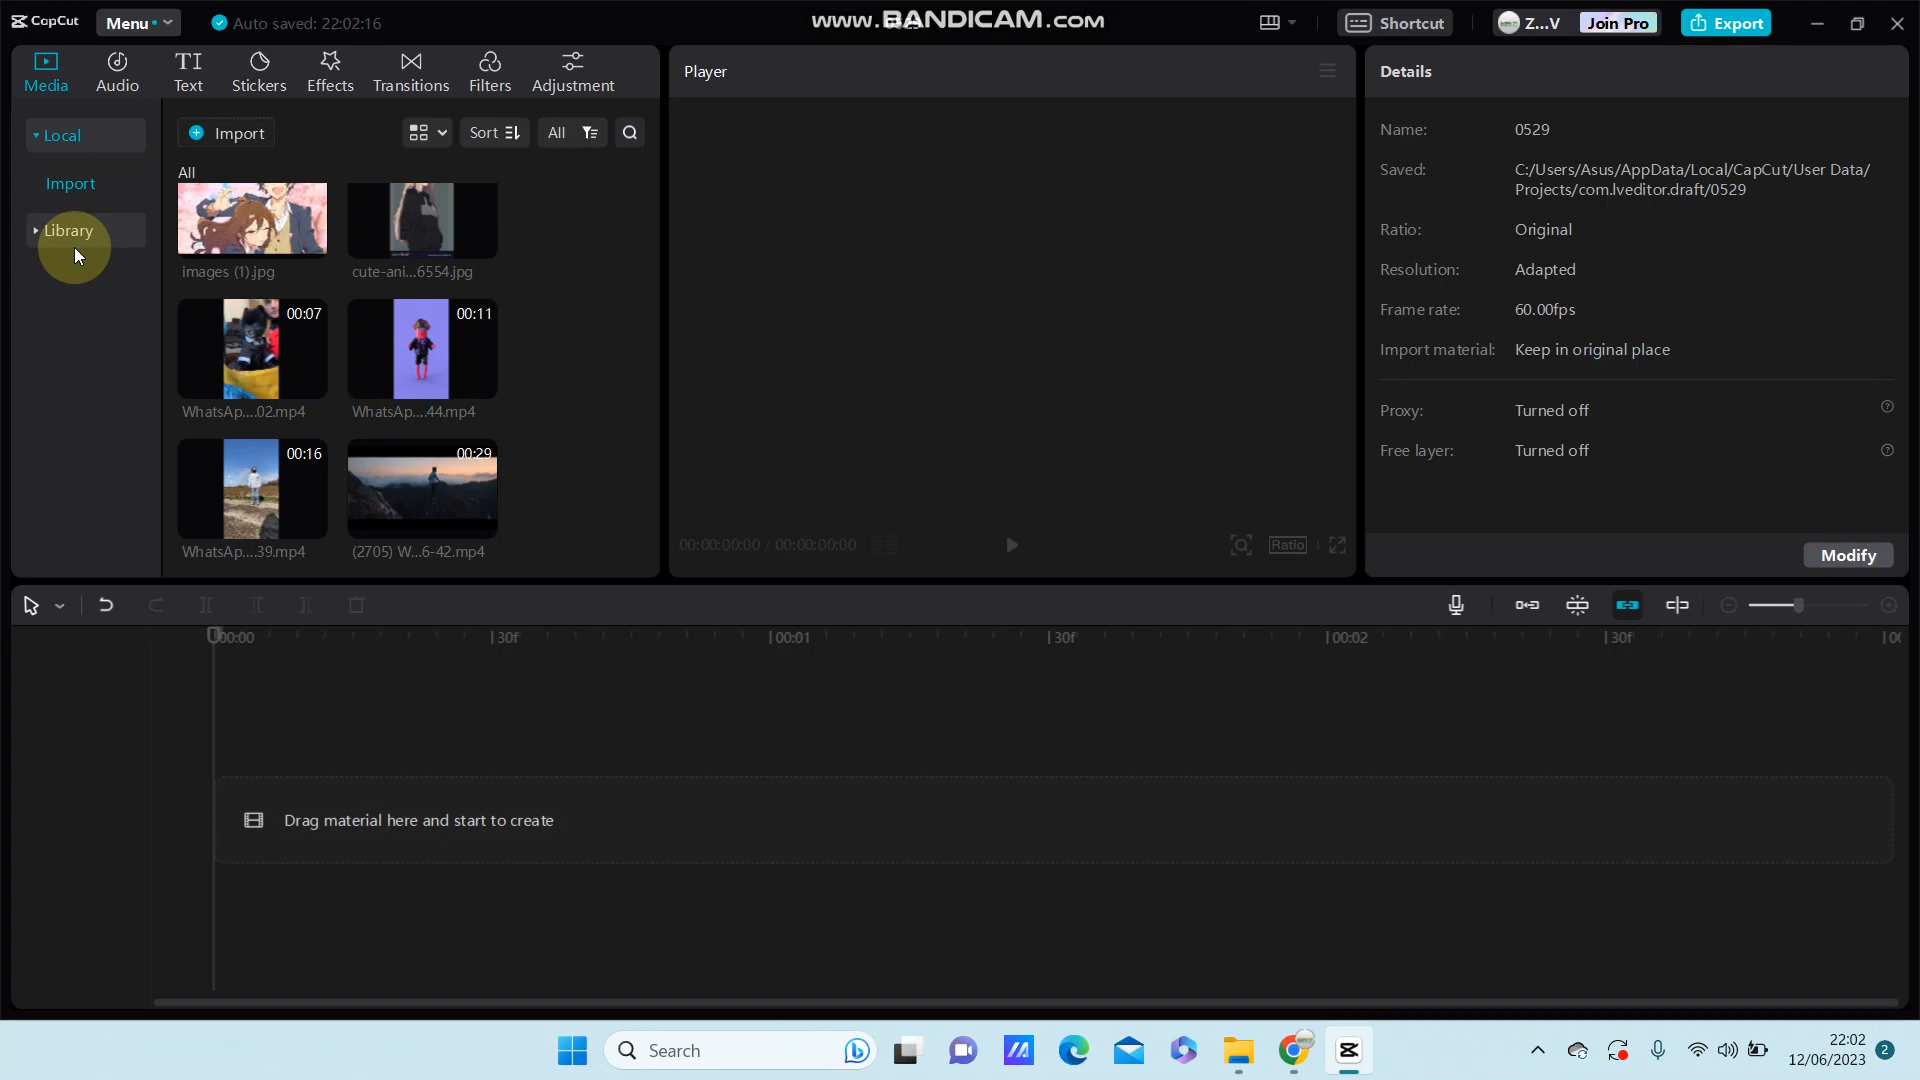 CapCut
Menu
Auto saved: 22:02:16
www.BANDICAM.com
Shortcut
Z...V
Join Pro
Export
Media
Audio
Text
Stickers
Effects
Transitions
Filters
Adjustment
Local
Import
Library
Import
Sort
All
All
images (1).jpg
cute-ani...6554.jpg
00:07
00:11
WhatsAp....02.mp4
WhatsAp....44.mp4
00:16
00:29
WhatsAp....39.mp4
(2705) W...6-42.mp4
Player
00:00:00:00 / 00:00:00:00
Ratio
Details
Name:
0529
Saved:
C:/Users/Asus/AppData/Local/CapCut/User Data/
Projects/com.lveditor.draft/0529
Ratio:
Original
Resolution:
Adapted
Frame rate:
60.00fps
Import material:
Keep in original place
Proxy:
Turned off
Free layer:
Turned off
Modify
00:00
30f
00:01
30f
00:02
30f
Drag material here and start to create
Search
22:02
12/06/2023
2